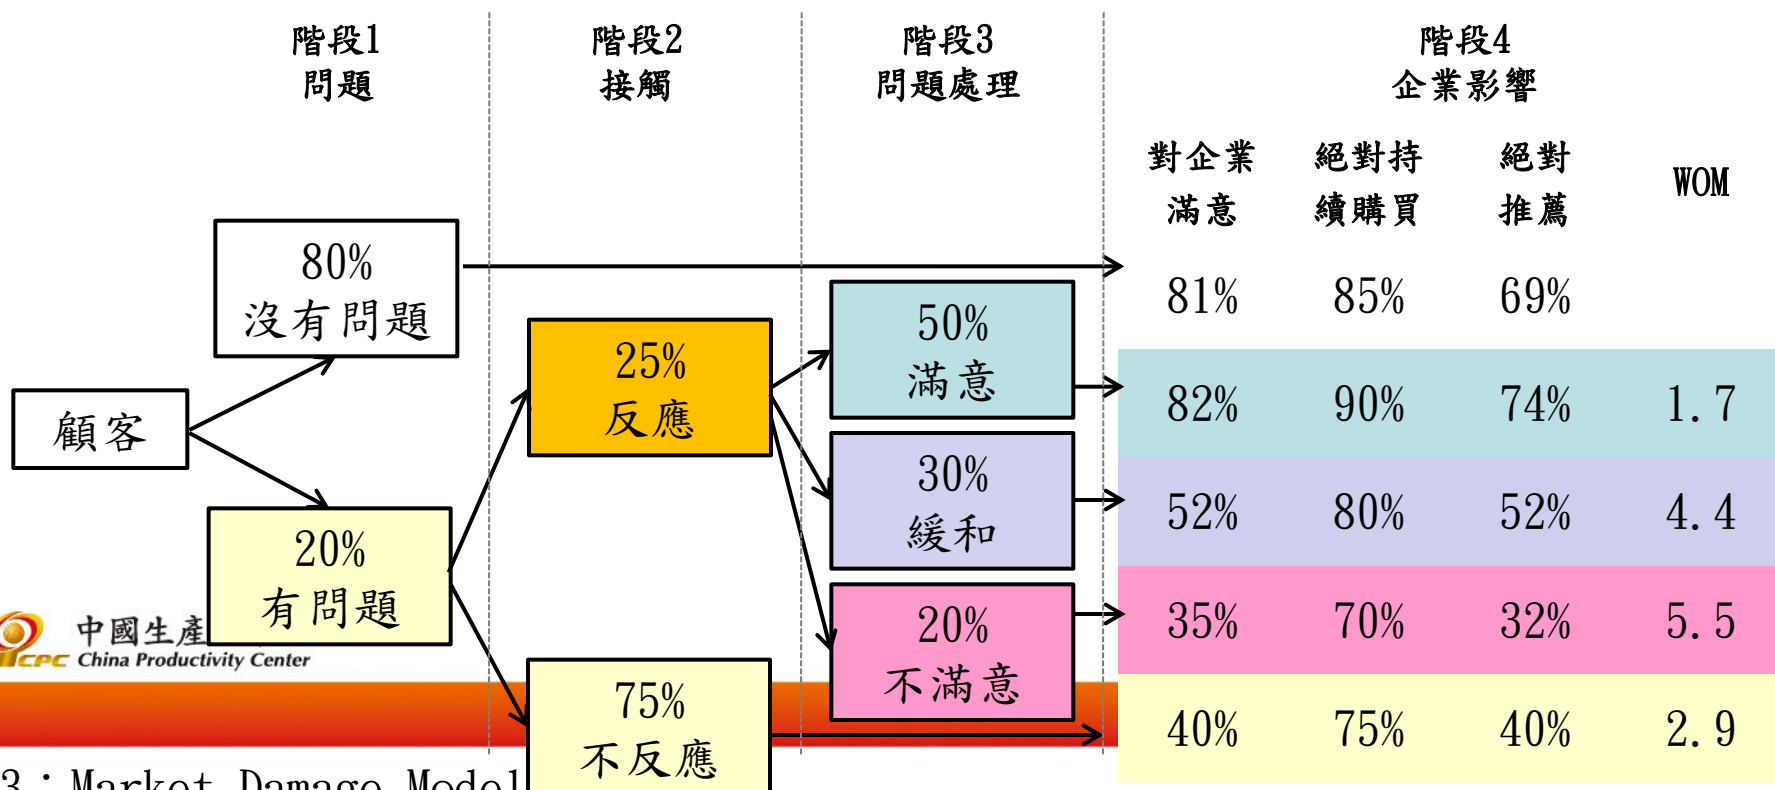 階段1
問題
階段2
接觸
階段3
問題處理
階段4
企業影響
對企業
滿意
絕對持
續購買
絕對
推薦
WOM
80%
沒有問題
81% 85% 69%
顧客
25%
反應
50%
滿意
82% 90% 74% 1.7
30%
緩和
52% 80% 52% 4.4
20%
有問題
20%
不滿意
35% 70% 32% 5.5
75%
不反應
40% 75% 40% 2.9
中國生產
CPC China Productivity Center
3：Market Damage Model